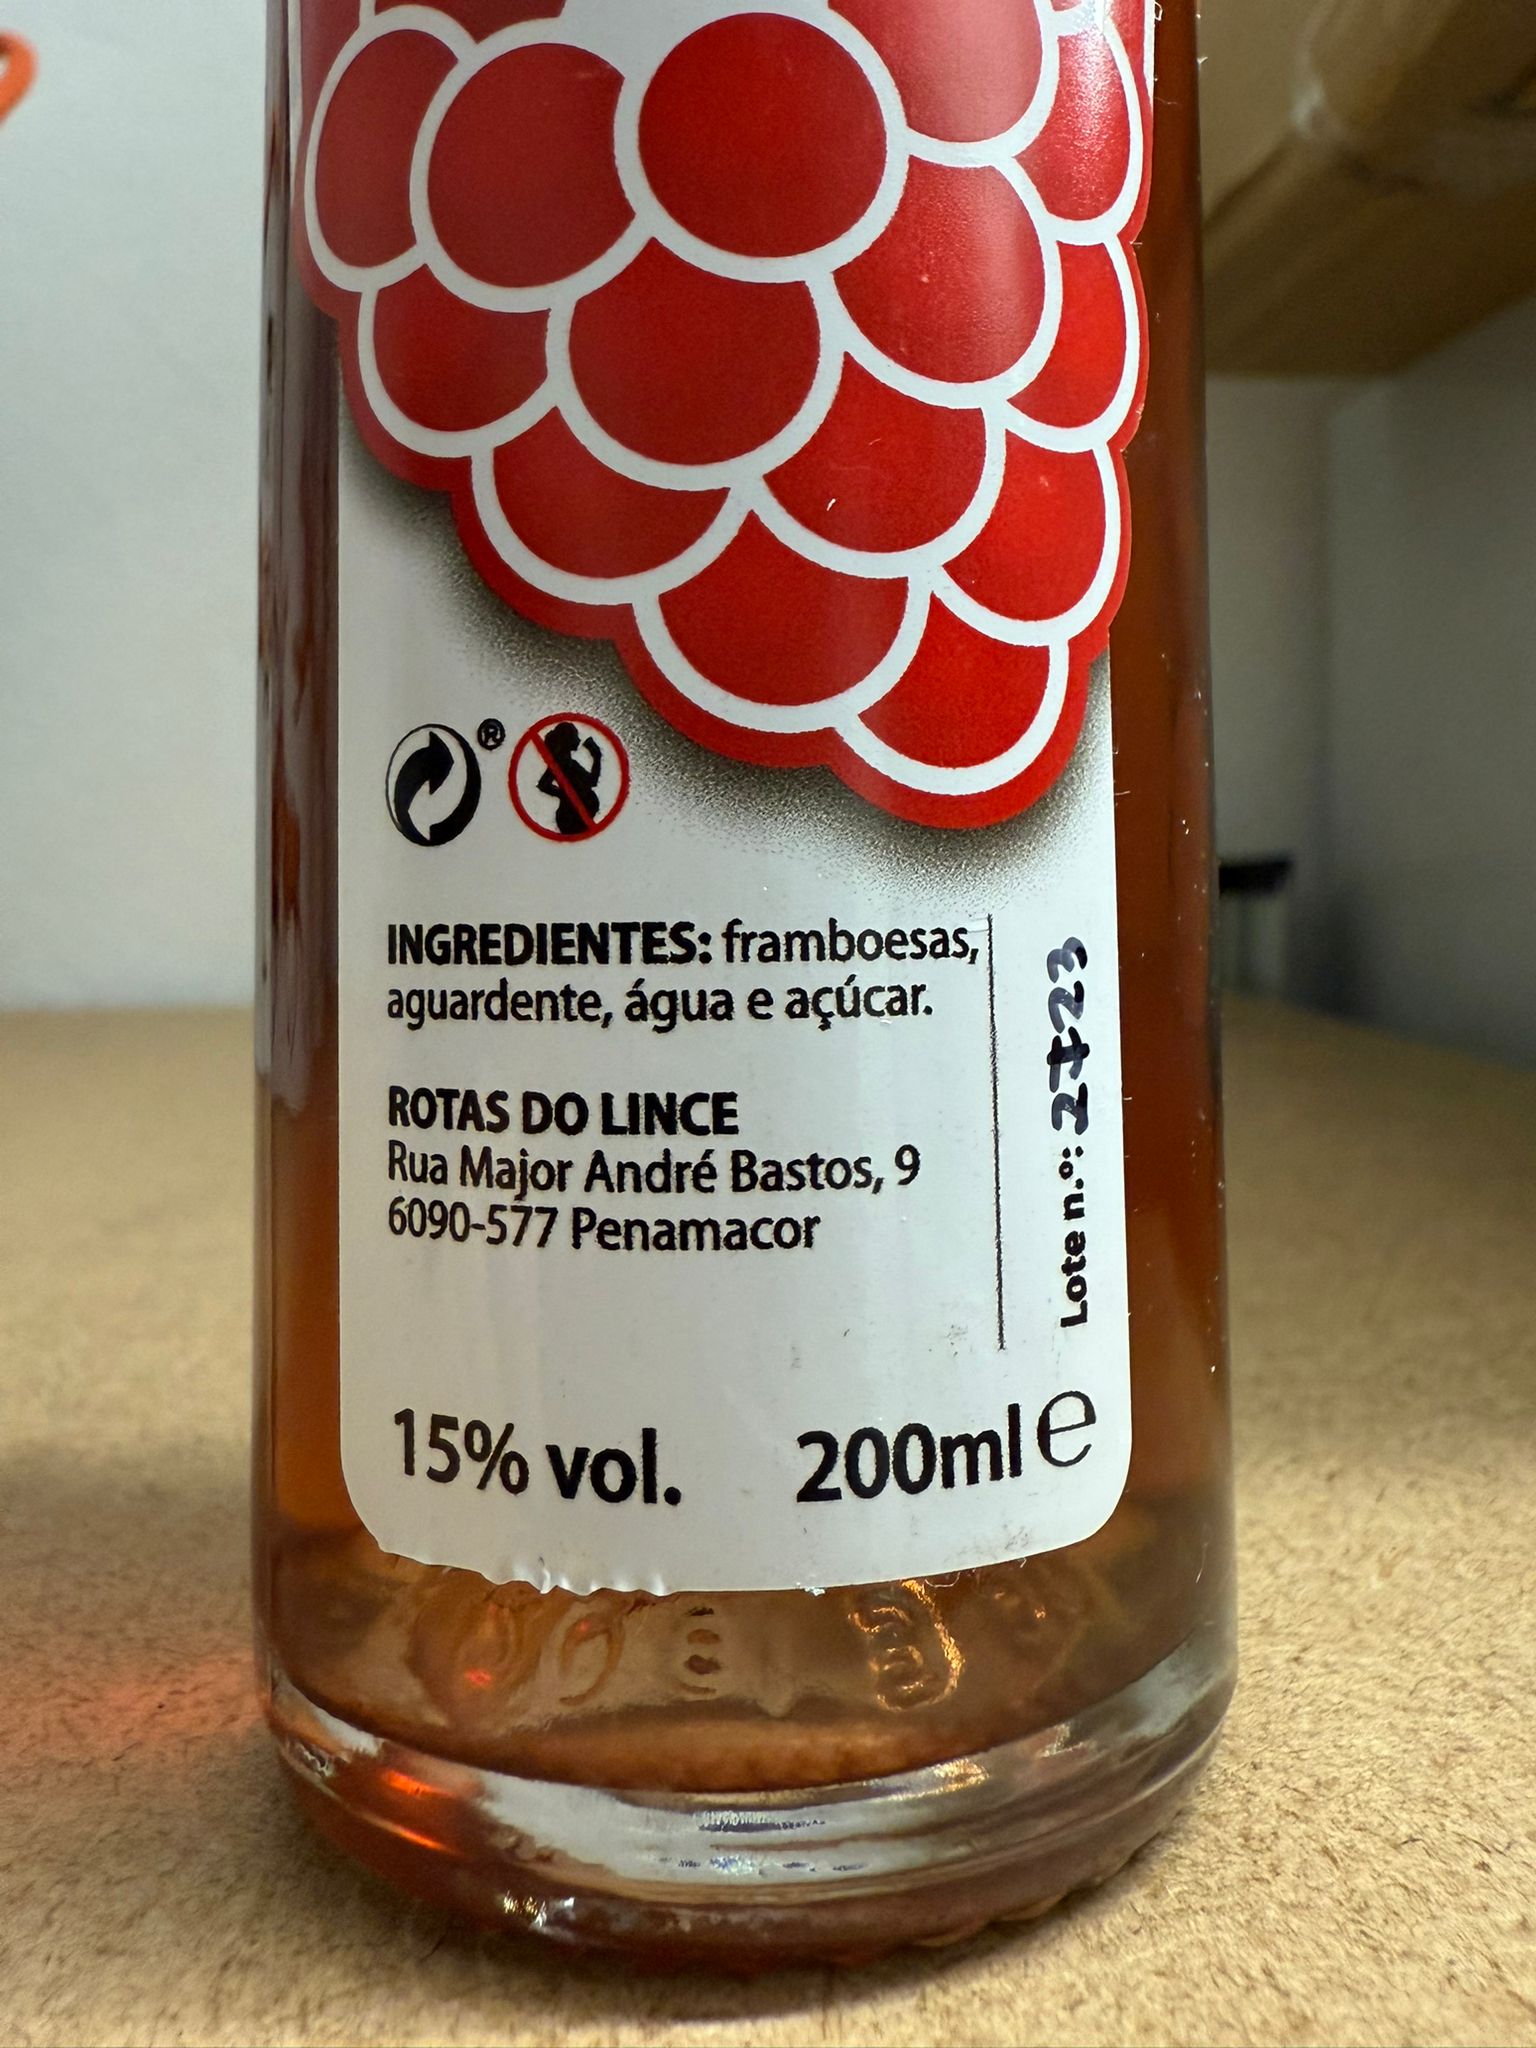 ®
INGREDIENTES: framboesas,
aguardente, água e açúcar.
ROTAS DO LINCE
Rua Major André Bastos, 9
6090-577 Penamacor
Lote n.º: 2723
15% vol. 200ml e